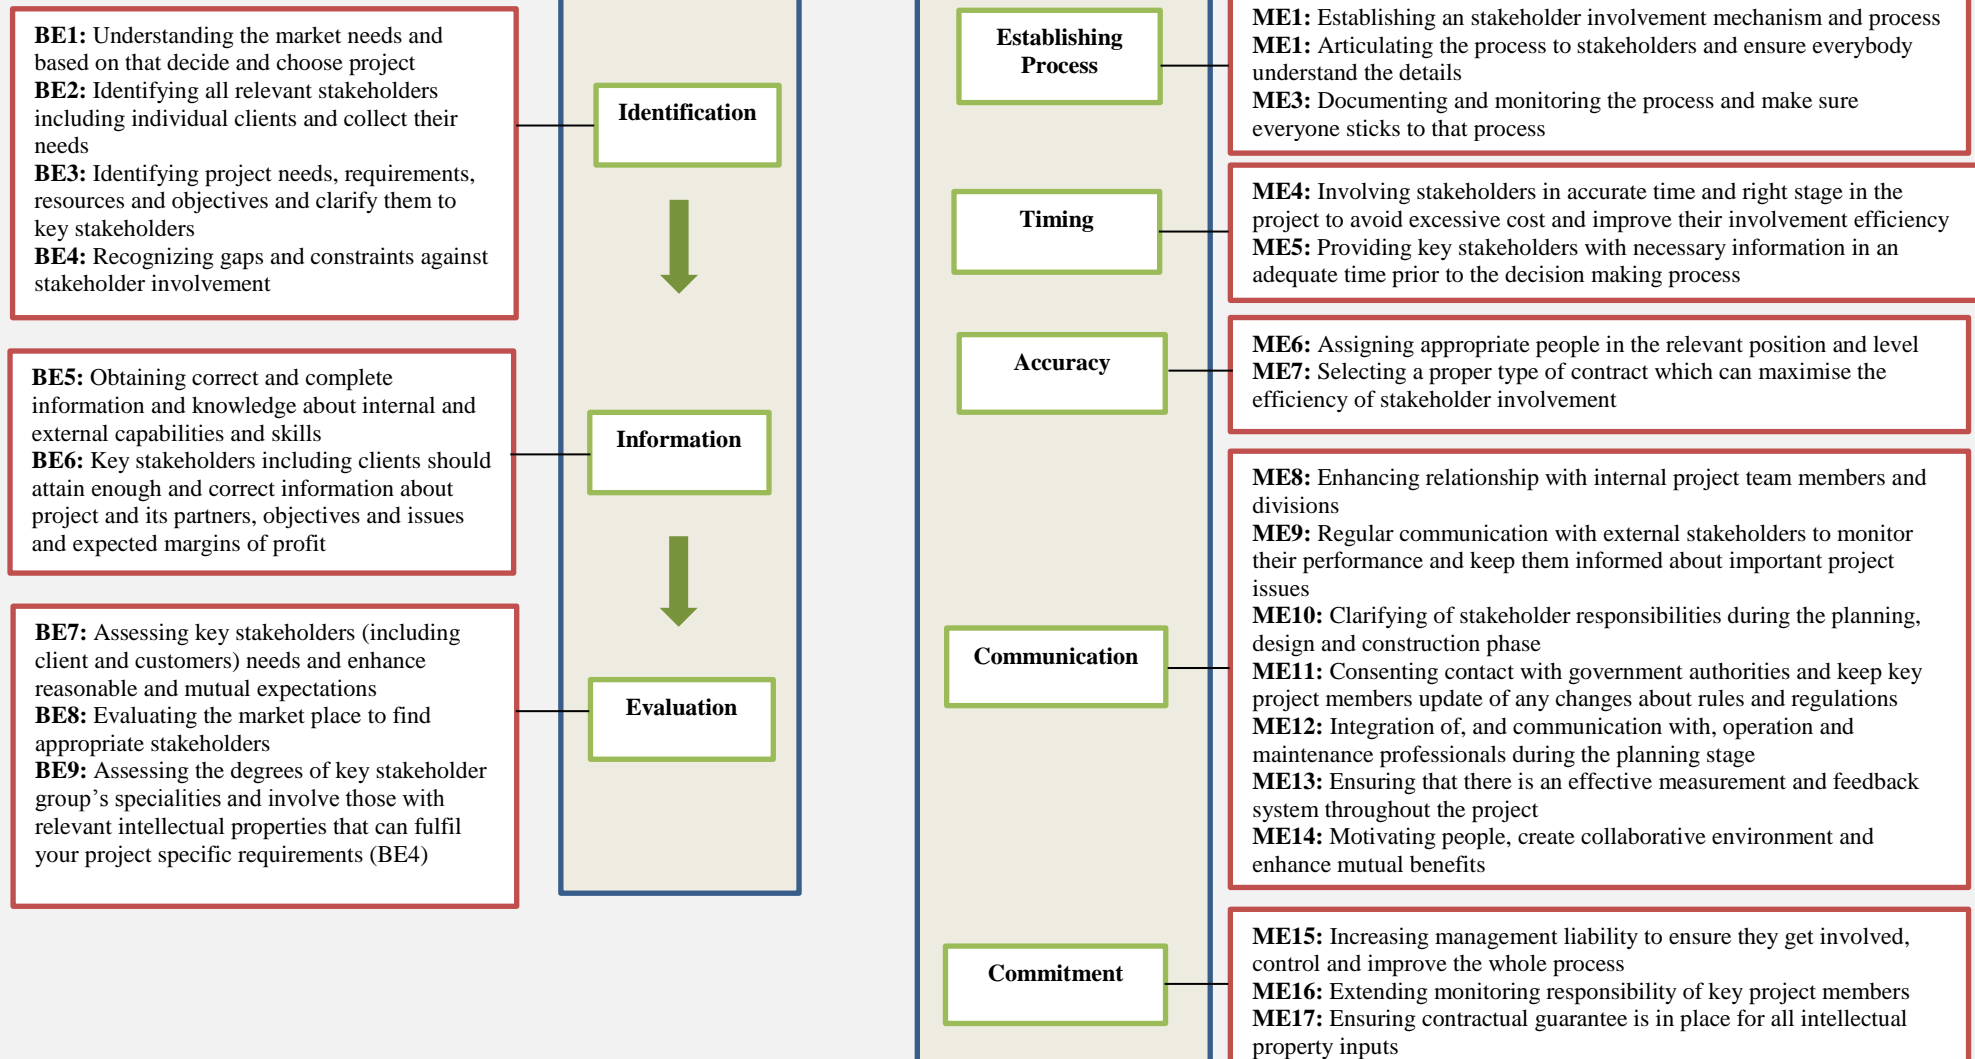 BE1: Understanding the market needs and
based on that decide and choose project
BE2: Identifying all relevant stakeholders
including individual clients and collect their
needs
BE3: Identifying project needs, requirements,
resources and objectives and clarify them to
key stakeholders
BE4: Recognizing gaps and constraints against
stakeholder involvement
Identification
BE5: Obtaining correct and complete
information and knowledge about internal and
external capabilities and skills
BE6: Key stakeholders including clients should
attain enough and correct information about
project and its partners, objectives and issues
and expected margins of profit
Information
BE7: Assessing key stakeholders (including
client and customers) needs and enhance
reasonable and mutual expectations
BE8: Evaluating the market place to find
appropriate stakeholders
BE9: Assessing the degrees of key stakeholder
group’s specialities and involve those with
relevant intellectual properties that can fulfil
your project specific requirements (BE4)
Evaluation
Establishing
Process
ME1: Establishing an stakeholder involvement mechanism and process
ME1: Articulating the process to stakeholders and ensure everybody
understand the details
ME3: Documenting and monitoring the process and make sure
everyone sticks to that process
Timing
ME4: Involving stakeholders in accurate time and right stage in the
project to avoid excessive cost and improve their involvement efficiency
ME5: Providing key stakeholders with necessary information in an
adequate time prior to the decision making process
Accuracy
ME6: Assigning appropriate people in the relevant position and level
ME7: Selecting a proper type of contract which can maximise the
efficiency of stakeholder involvement
Communication
ME8: Enhancing relationship with internal project team members and
divisions
ME9: Regular communication with external stakeholders to monitor
their performance and keep them informed about important project
issues
ME10: Clarifying of stakeholder responsibilities during the planning,
design and construction phase
ME11: Consenting contact with government authorities and keep key
project members update of any changes about rules and regulations
ME12: Integration of, and communication with, operation and
maintenance professionals during the planning stage
ME13: Ensuring that there is an effective measurement and feedback
system throughout the project
ME14: Motivating people, create collaborative environment and
enhance mutual benefits
Commitment
ME15: Increasing management liability to ensure they get involved,
control and improve the whole process
ME16: Extending monitoring responsibility of key project members
ME17: Ensuring contractual guarantee is in place for all intellectual
property inputs